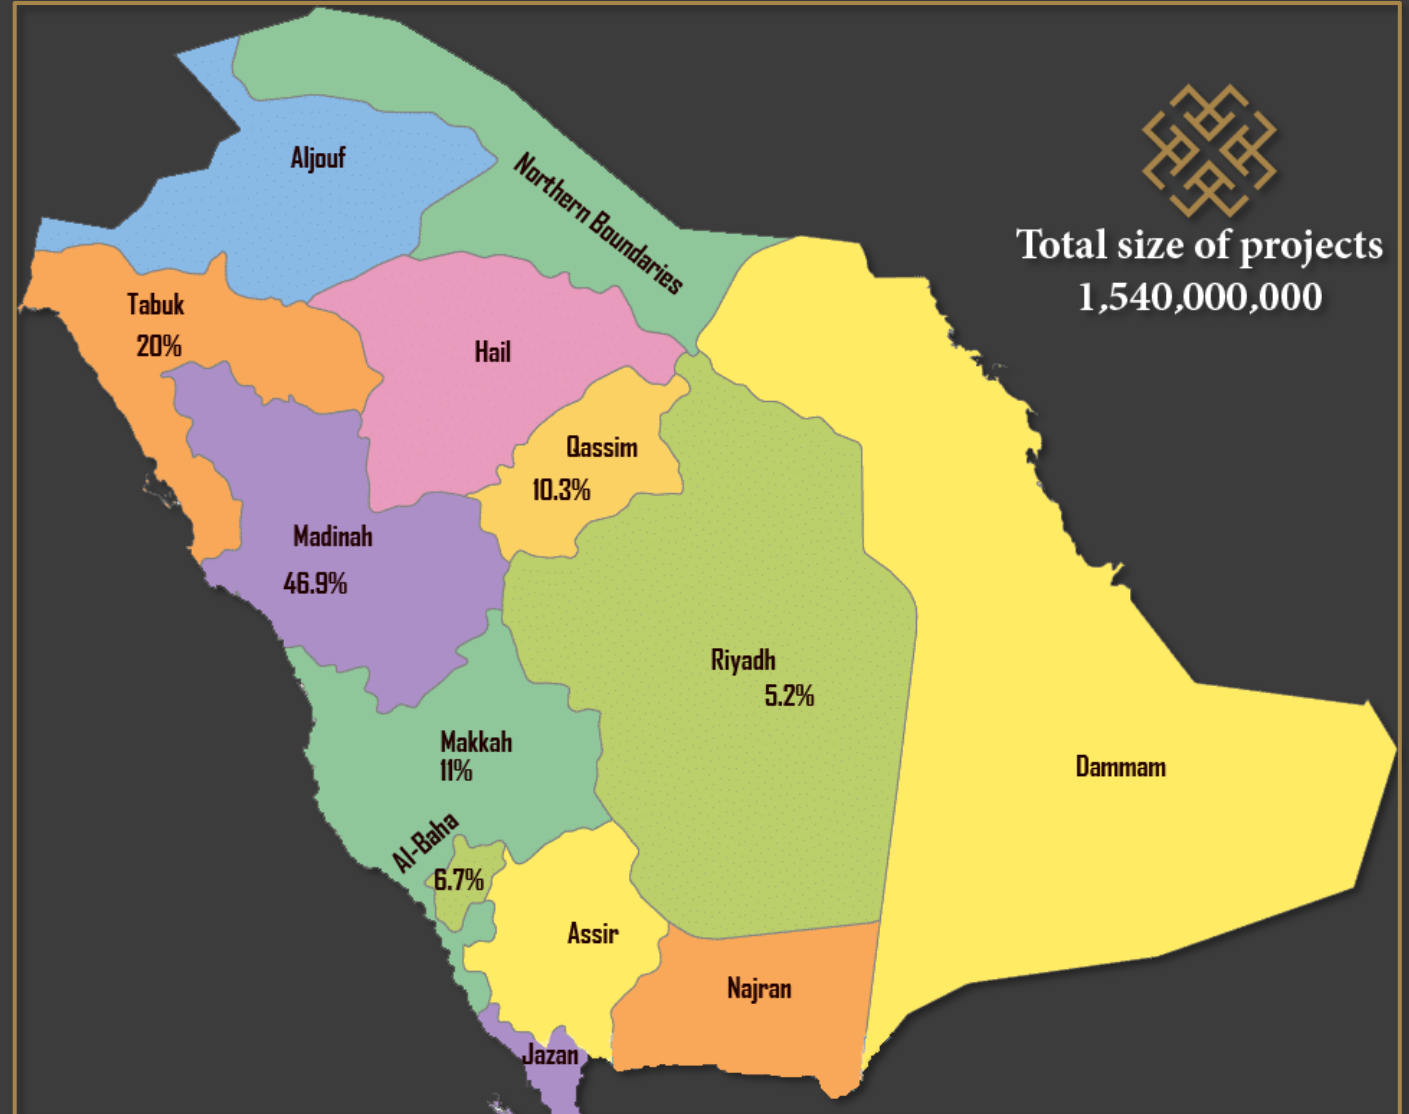 Aljouf
Northern Boundaries
Total size of projects
1,540,000,000
Tabuk
20%
Hail
Qassim
10.3%
Madinah
46.9%
Riyadh
5.2%
Makkah
11%
Dammam
Al-Baha
6.7%
Assir
Najran
Jazan